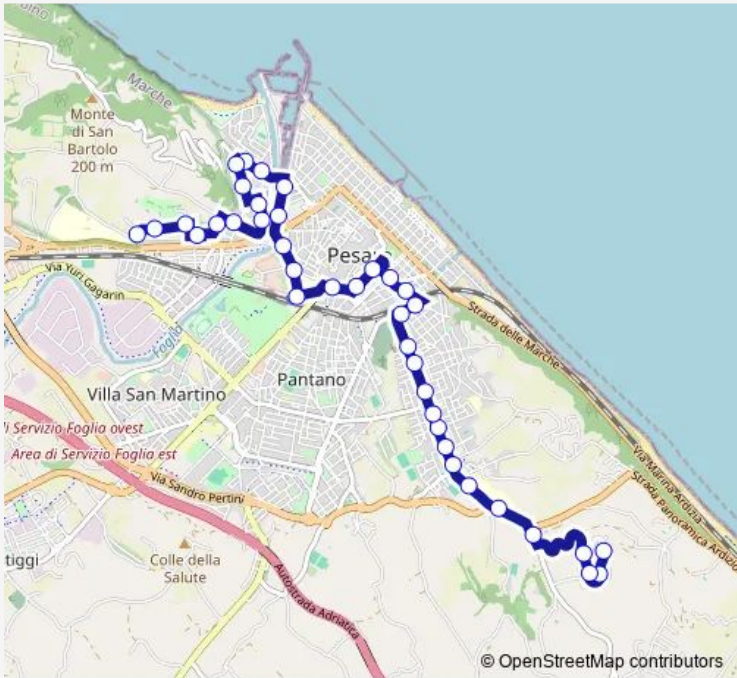 Marche
Monte
di San
Bartolo
200 m
Pesa
Via Yuri Gagarin
Foglia
Strada delle Marche
Villa San Martino
Pantano
di Servizio Foglia ovest
Area di Servizio Foglia est
Via Sandro Pertini
Via Marina Ardizia
Strada Panoramica Ardizio
tiggi
Colle della
Salute
Autostrada Adriatica
© OpenStreetMap contributors